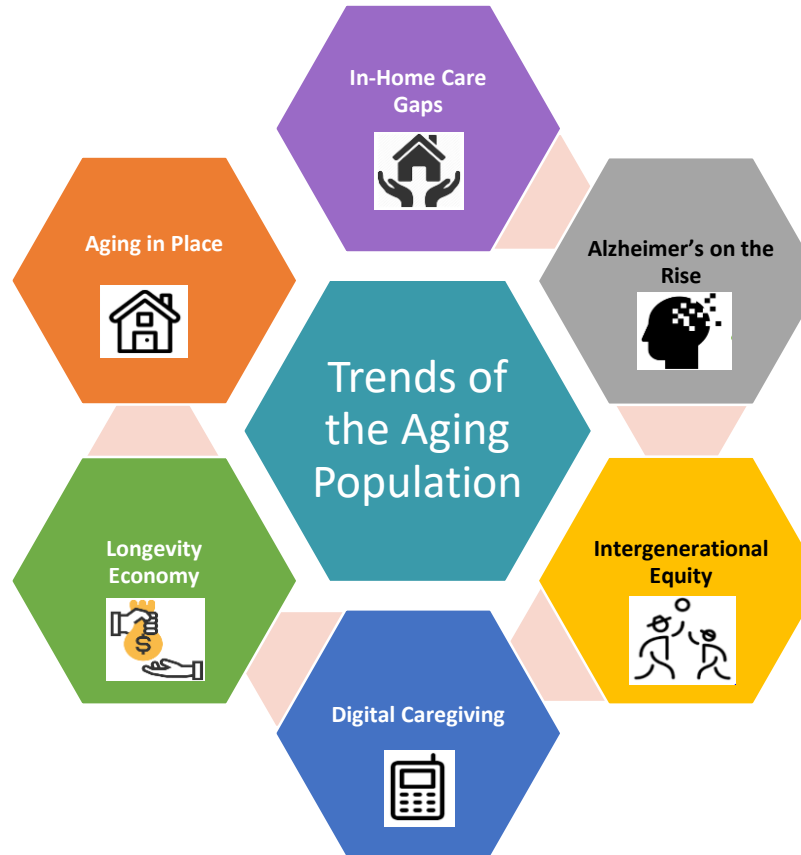 In-Home Care
Gaps
Aging in Place
Alzheimer’s on the
Rise
Trends of
the Aging
Population
Longevity
Economy
$
Intergenerational
Equity
Digital Caregiving